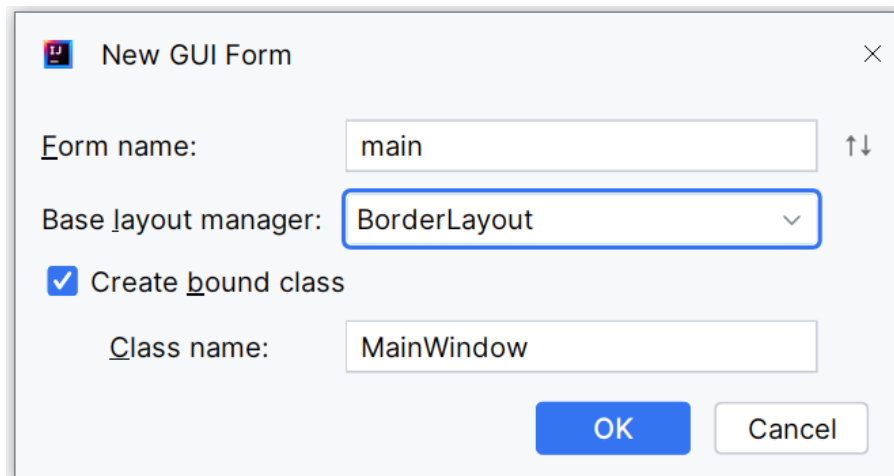 New GUI Form
Form name: main
Base layout manager: BorderLayout
Create bound class
Class name: MainWindow
OK Cancel